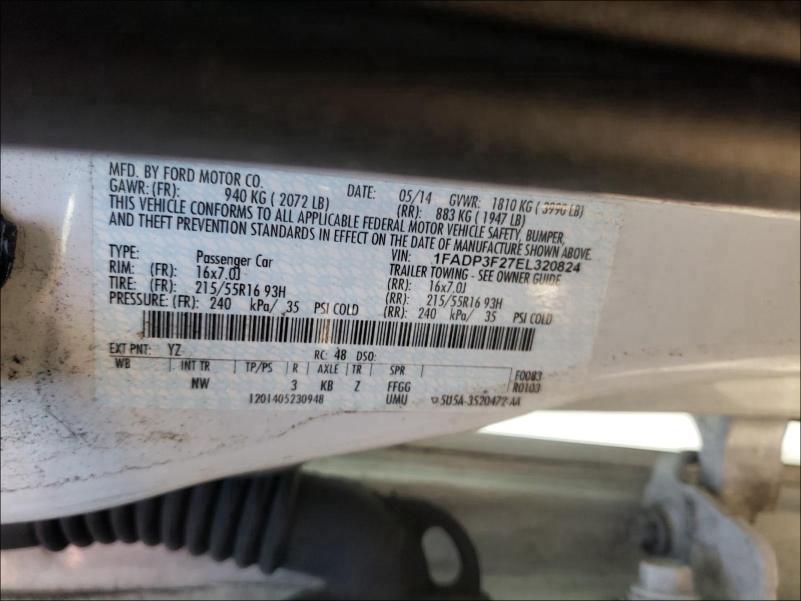 MFD. BY FORD MOTOR CO. DATE: 05/14 GVWR: 1810 KG ( 3990 LB)
GAWR: (FR): 940 KG ( 2072 LB) (RR): 883 KG ( 1947 LB)
THIS VEHICLE CONFORMS TO ALL APPLICABLE FEDERAL MOTOR VEHICLE SAFETY, BUMPER,
AND THEFT PREVENTION STANDARDS IN EFFECT ON THE DATE OF MANUFACTURE SHOWN ABOVE.
VIN: 1FADP3F27EL320824
TYPE: Passenger Car TRAILER TOWING - SEE OWNER GUIDE
RIM: (FR): 16x7.0J (RR): 16x7.0J
TIRE: (FR): 215/55R16 93H (RR): 215/55R16 93H
PRESSURE: (FR): 240 kPa/ 35 PSI COLD (RR): 240 kPa/ 35 PSI COLD
EXT PNT: YZ RC: 48 DSO: F0083
WB INT TR TP/PS R AXLE TR SPR R0103
NW 3 KB Z FFGG
1201405230948 UMU 5U5A-3520472-AA